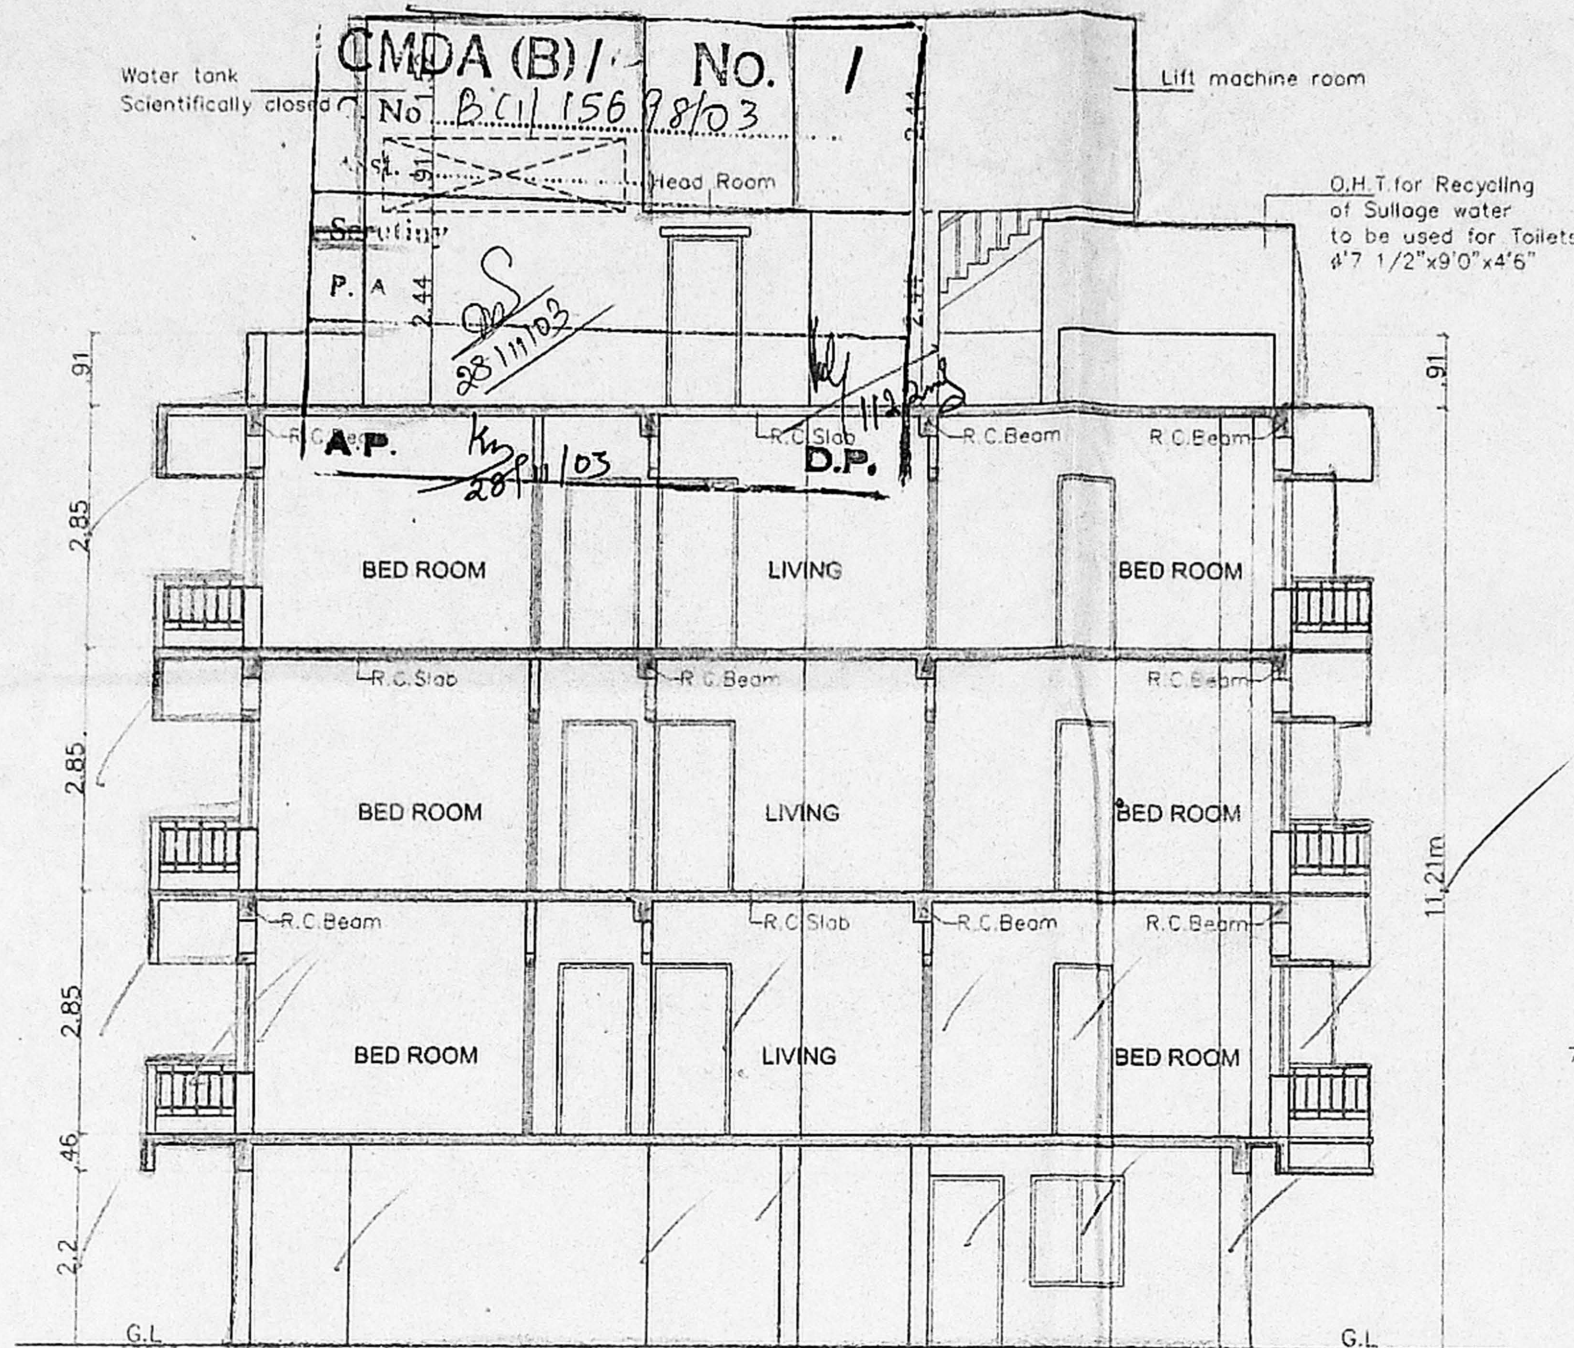 CMDA (B)/ No. 1
Water tank
Scientifically closed
No B.C1/ 15698/03
Lift machine room
.91
2.44
Head Room
O.H.T.for Recycling
of Sullage water
to be used for Toilets
4'7 1/2"x9'0"x4'6"
Scrutiny
P. A
2.44
2.44
28/11/03
.91
.91
R.C.Beam
A.P.
28/11/03
R.C.Slab
D.P.
R.C.Beam
R.C.Beam
2.85
BED ROOM
LIVING
BED ROOM
R.C.Slab
R.C.Beam
R.C.Beam
2.85
BED ROOM
LIVING
BED ROOM
11.21m
R.C.Beam
R.C.Slab
R.C.Beam
R.C.Beam
2.85
BED ROOM
LIVING
BED ROOM
.46
2.2
G.L
G.L